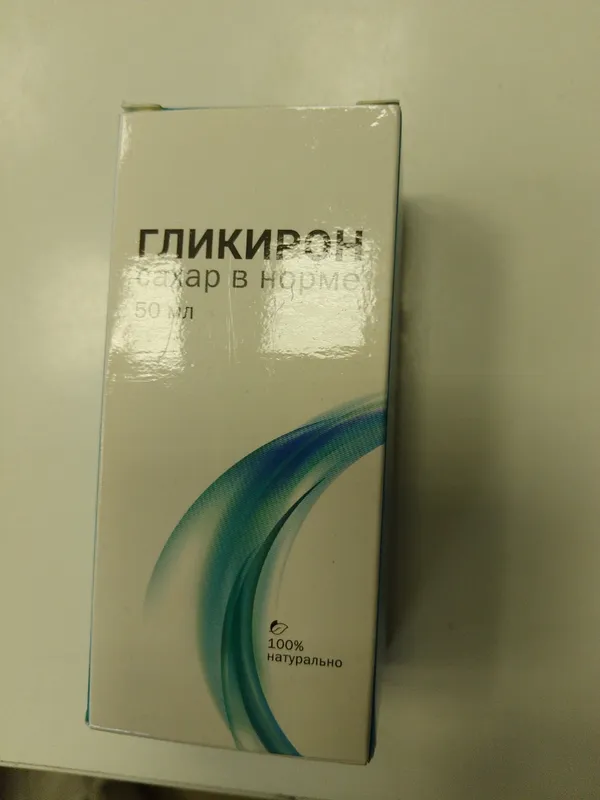 ГЛИКИРОН
сахар в норме
50 мл
100%
натурально